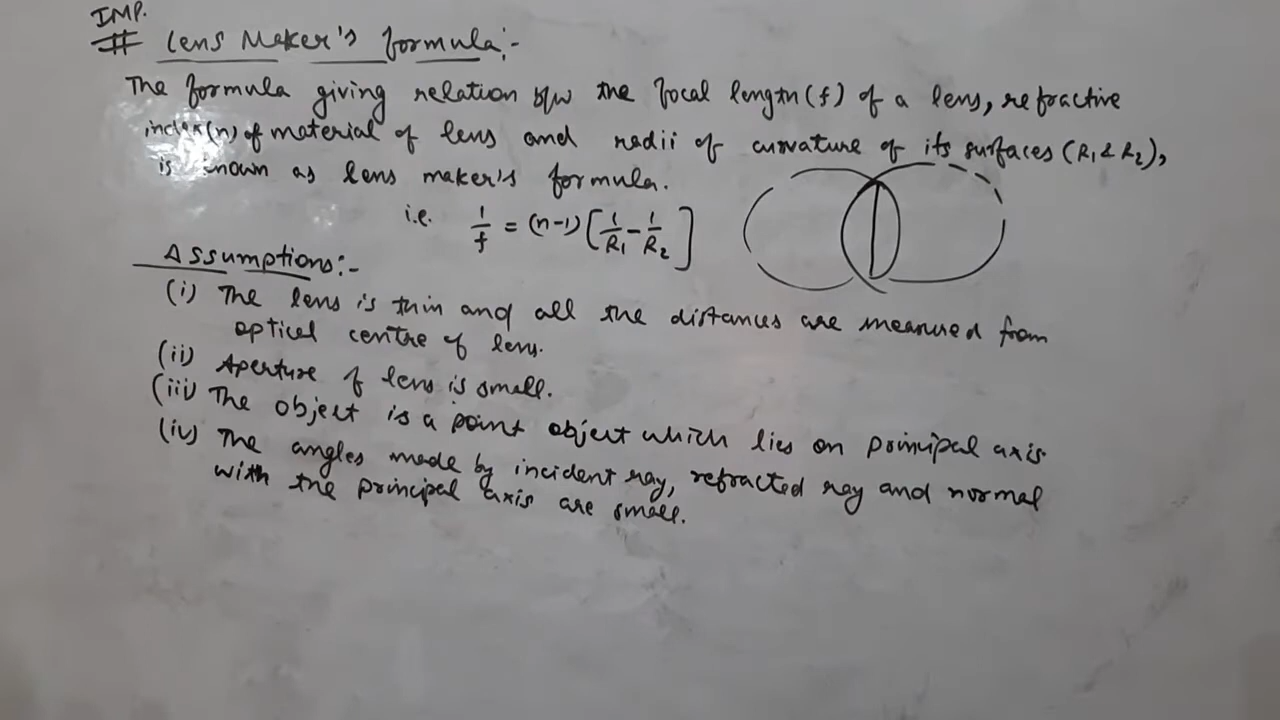 IMP.
# Lens Maker's formula:-
The formula giving relation b/w the focal length (f) of a lens, refractive
index(n) of material of lens and radii of curvature of its surfaces (R1 & R2),
is known as lens maker's formula.
i.e. 1/f = (n-1) [1/R1 - 1/R2]
Assumptions:-
(i) The lens is thin and all the distances are measured from
optical centre of lens.
(ii) Aperture of lens is small.
(iii) The object is a point object which lies on principal axis
(iv) The angles made by incident ray, refracted ray and normal
with the principal axis are small.